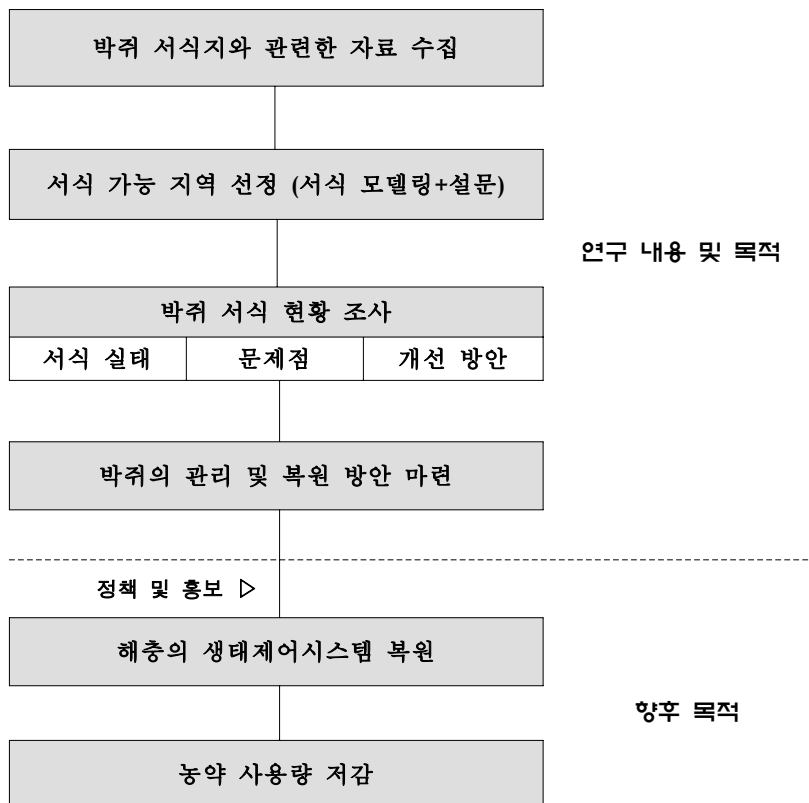 박쥐 서식지와 관련한 자료 수집
서식 가능 지역 선정 (서식 모델링+설문)
연구 내용 및 목적
박쥐 서식 현황 조사
서식 실태 문제점 개선 방안
박쥐의 관리 및 복원 방안 마련
정책 및 홍보 ▷
해충의 생태제어시스템 복원
향후 목적
농약 사용량 저감